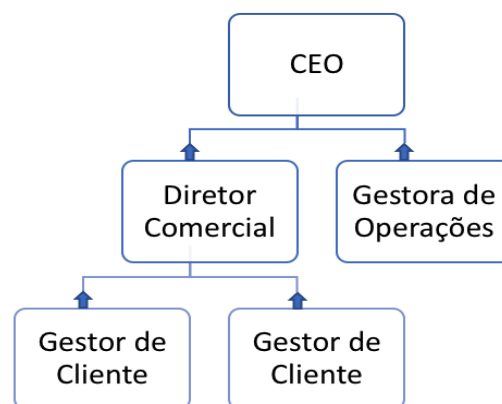 CEO
Diretor
Comercial
Gestora de
Operações
Gestor de
Cliente
Gestor de
Cliente